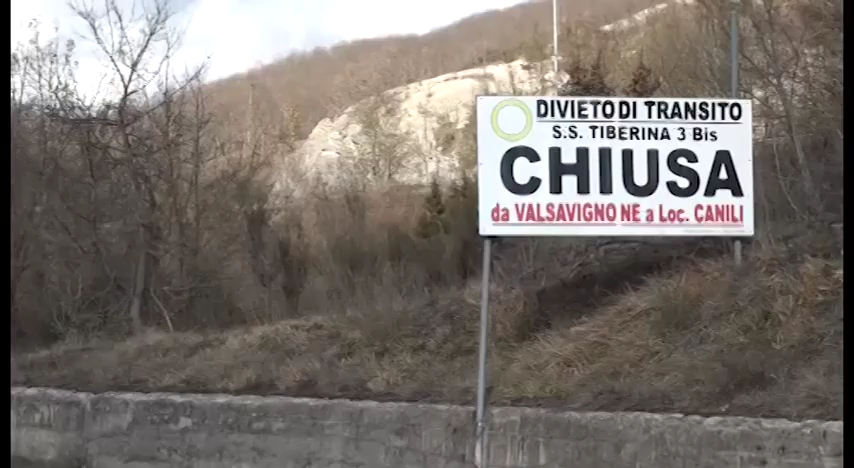 DIVIETO DI TRANSITO
S.S. TIBERINA 3 Bis
CHIUSA
da VALSAVIGNO NE a Loc. CANILI